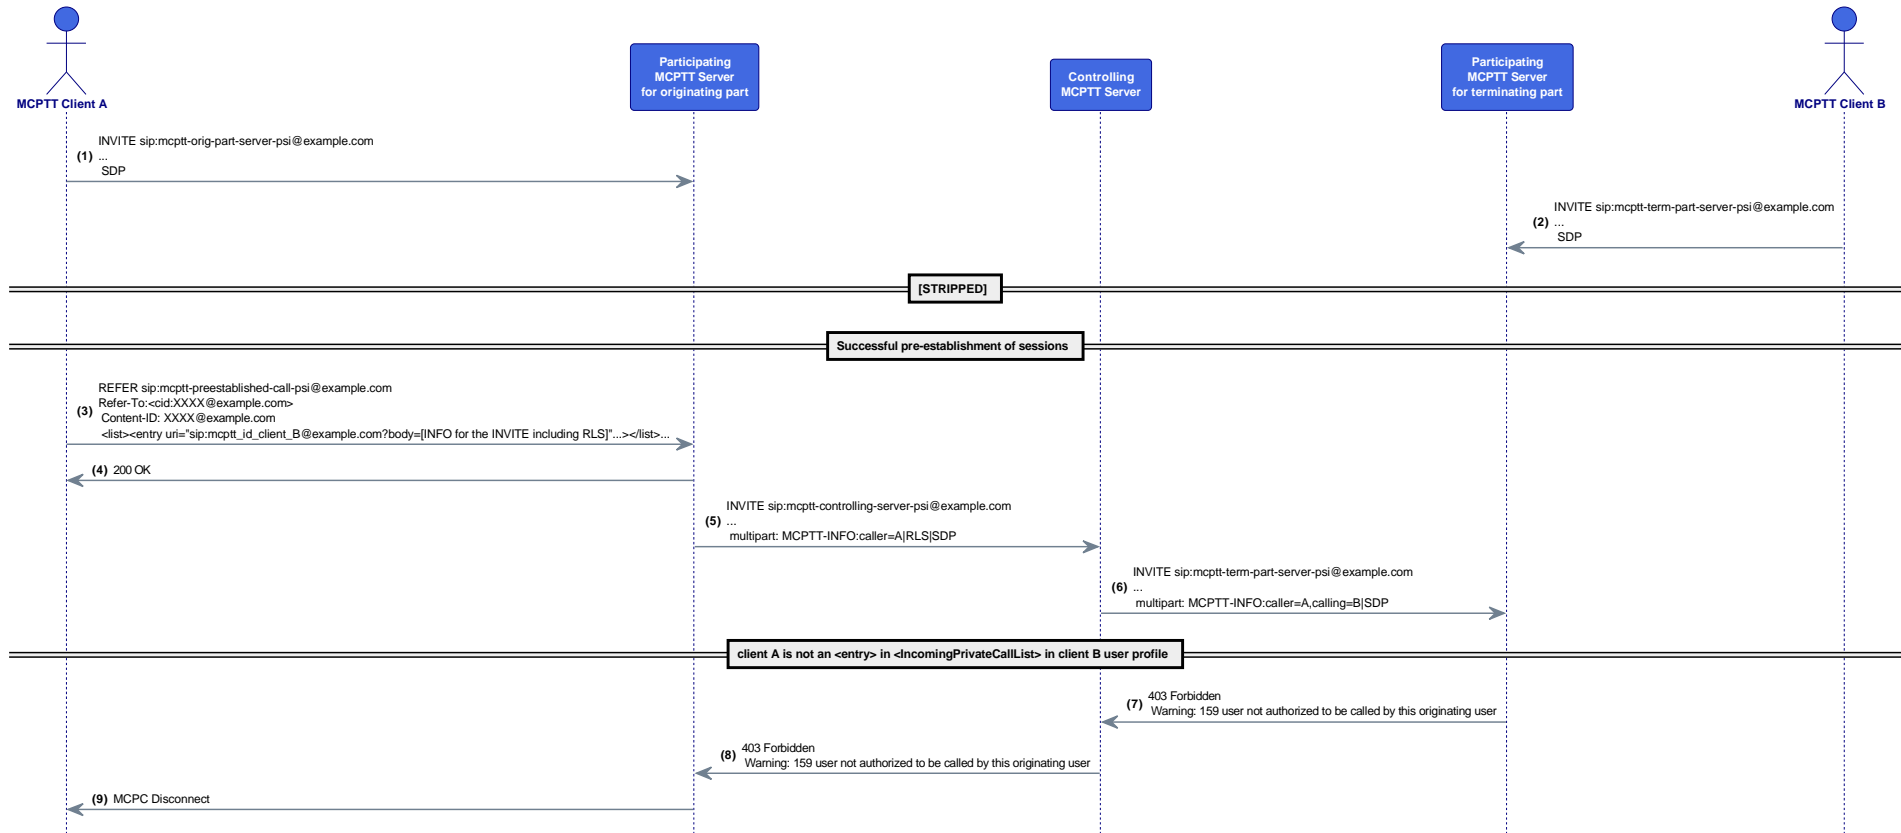 MCPTT Client A
Participating
MCPTT Server
for originating part
Controlling
MCPTT Server
Participating
MCPTT Server
for terminating part
MCPTT Client B
INVITE sip:mcptt-orig-part-server-psi@example.com
(1) ...
SDP
INVITE sip:mcptt-term-part-server-psi@example.com
(2) ...
SDP
[STRIPPED]
Successful pre-establishment of sessions
REFER sip:mcptt-preestablished-call-psi@example.com
Refer-To:<cid:XXXX@example.com>
(3)
Content-ID: XXXX@example.com
<list><entry uri="sip:mcptt_id_client_B@example.com?body=[INFO for the INVITE including RLS]"...></list>...
(4) 200 OK
INVITE sip:mcptt-controlling-server-psi@example.com
(5) ...
multipart: MCPTT-INFO:caller=A|RLS|SDP
INVITE sip:mcptt-term-part-server-psi@example.com
(6) ...
multipart: MCPTT-INFO:caller=A,calling=B|SDP
client A is not an <entry> in <IncomingPrivateCallList> in client B user profile
403 Forbidden
(7)
Warning: 159 user not authorized to be called by this originating user
403 Forbidden
(8)
Warning: 159 user not authorized to be called by this originating user
(9) MCPC Disconnect